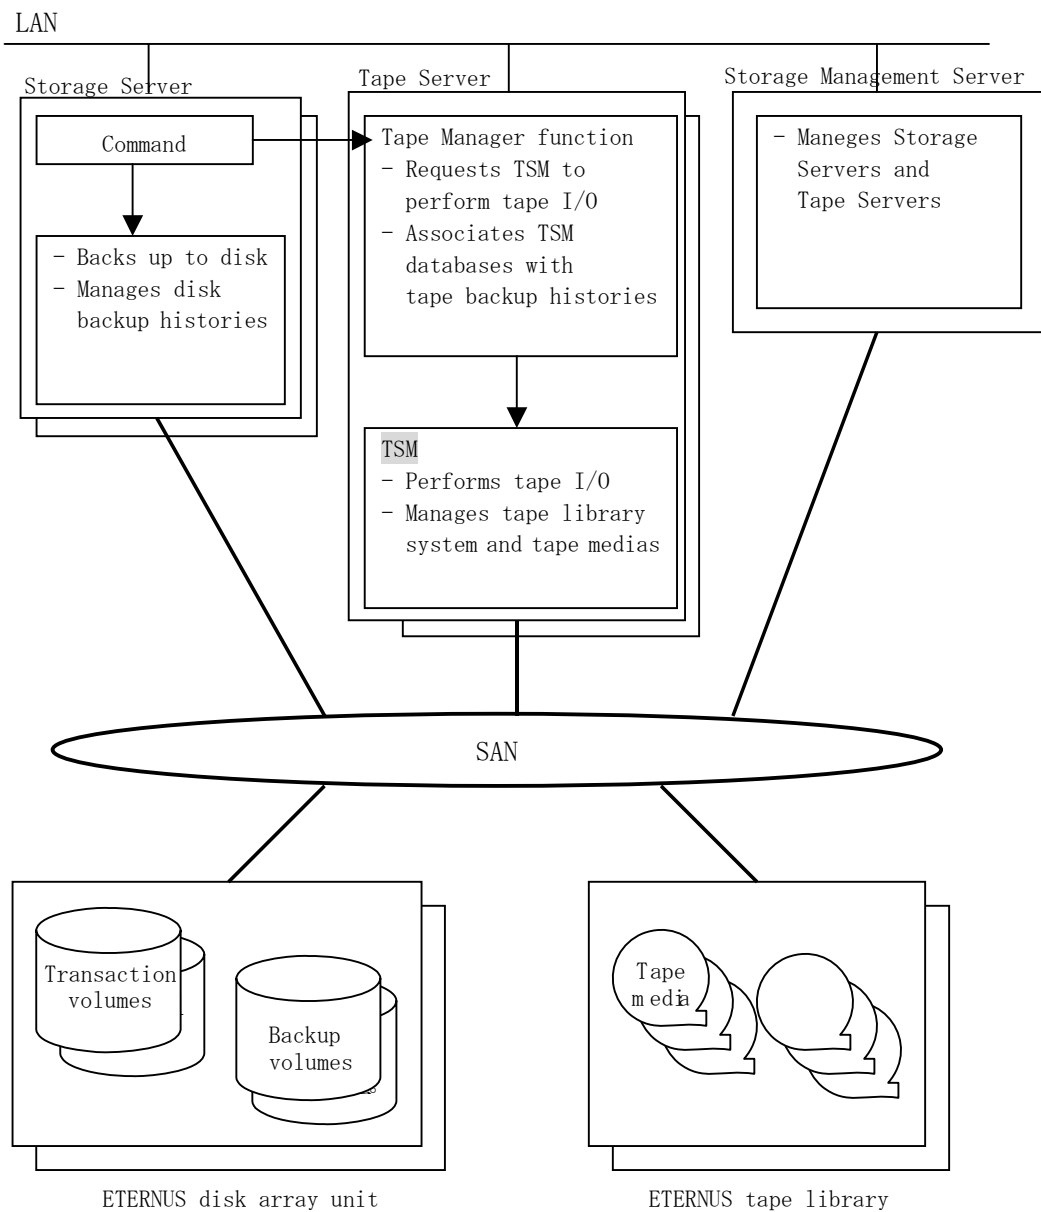 LAN
Storage Server
Tape Server
Storage Management Server
Command
- Backs up to disk
- Manages disk
backup histories
Tape Manager function
- Requests TSM to
perform tape I/O
- Associates TSM
databases with
tape backup histories
- Maneges Storage
Servers and
Tape Servers
TSM
- Performs tape I/O
- Manages tape library
system and tape medias
SAN
Transaction
volumes
Backup
volumes
Tape
media
ETERNUS disk array unit
ETERNUS tape library